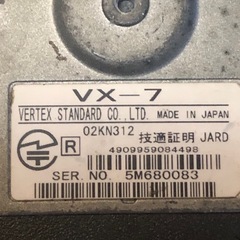 VX-7
VERTEX STANDARD CO., LTD. MADE IN JAPAN
02KN312 技適証明 JARD
R
4909959084498
SER. NO. 5M680083